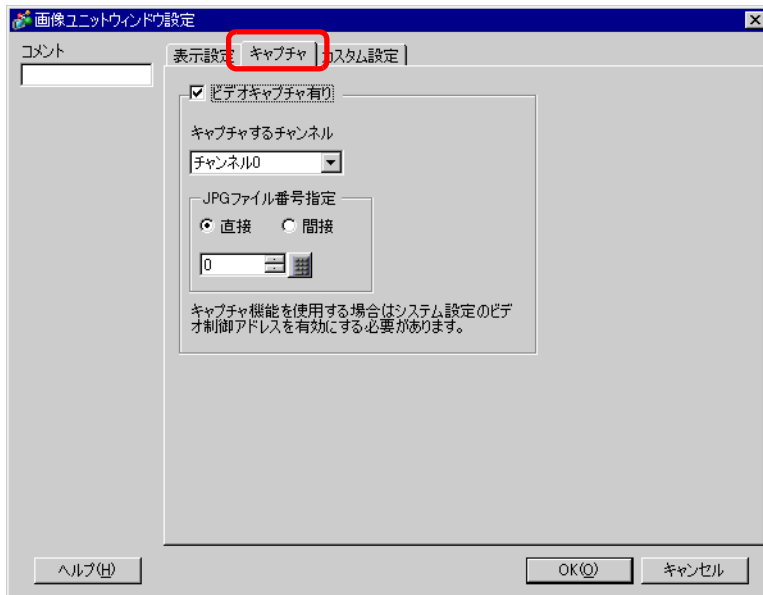 画像ユニットウィンドウ設定
コメント
表示設定 キャプチャ カスタム設定
ビデオキャプチャ有り
キャプチャするチャンネル
チャンネル0
JPGファイル番号指定
直接 間接
0
キャプチャ機能を使用する場合はシステム設定のビデ
オ制御アドレスを有効にする必要があります。
ヘルプ(H) OK(O) キャンセル